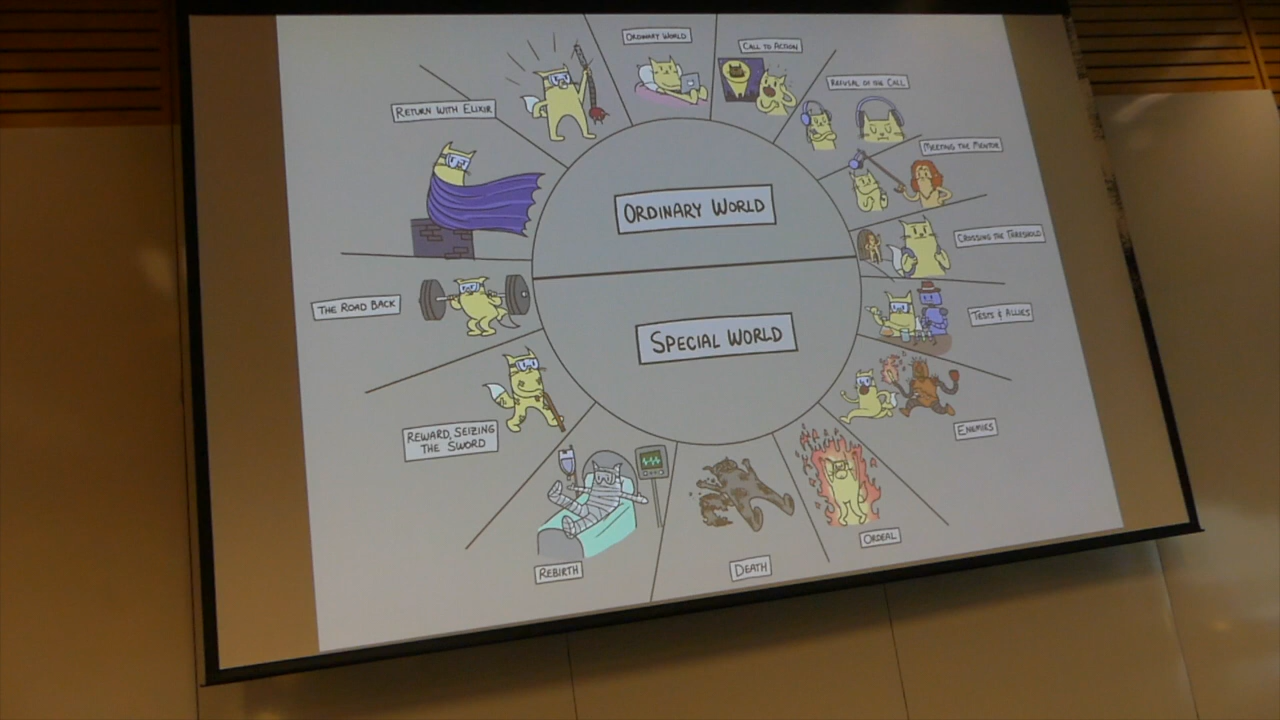 ORDINARY WORLD
CALL TO ACTION
REFUSAL OF THE CALL
MEETING THE MENTOR
CROSSING THE THRESHOLD
TESTS & ALLIES
ENEMIES
ORDEAL
DEATH
REBIRTH
REWARD, SEIZING
THE SWORD
THE ROAD BACK
RETURN WITH ELIXIR
ORDINARY WORLD
SPECIAL WORLD